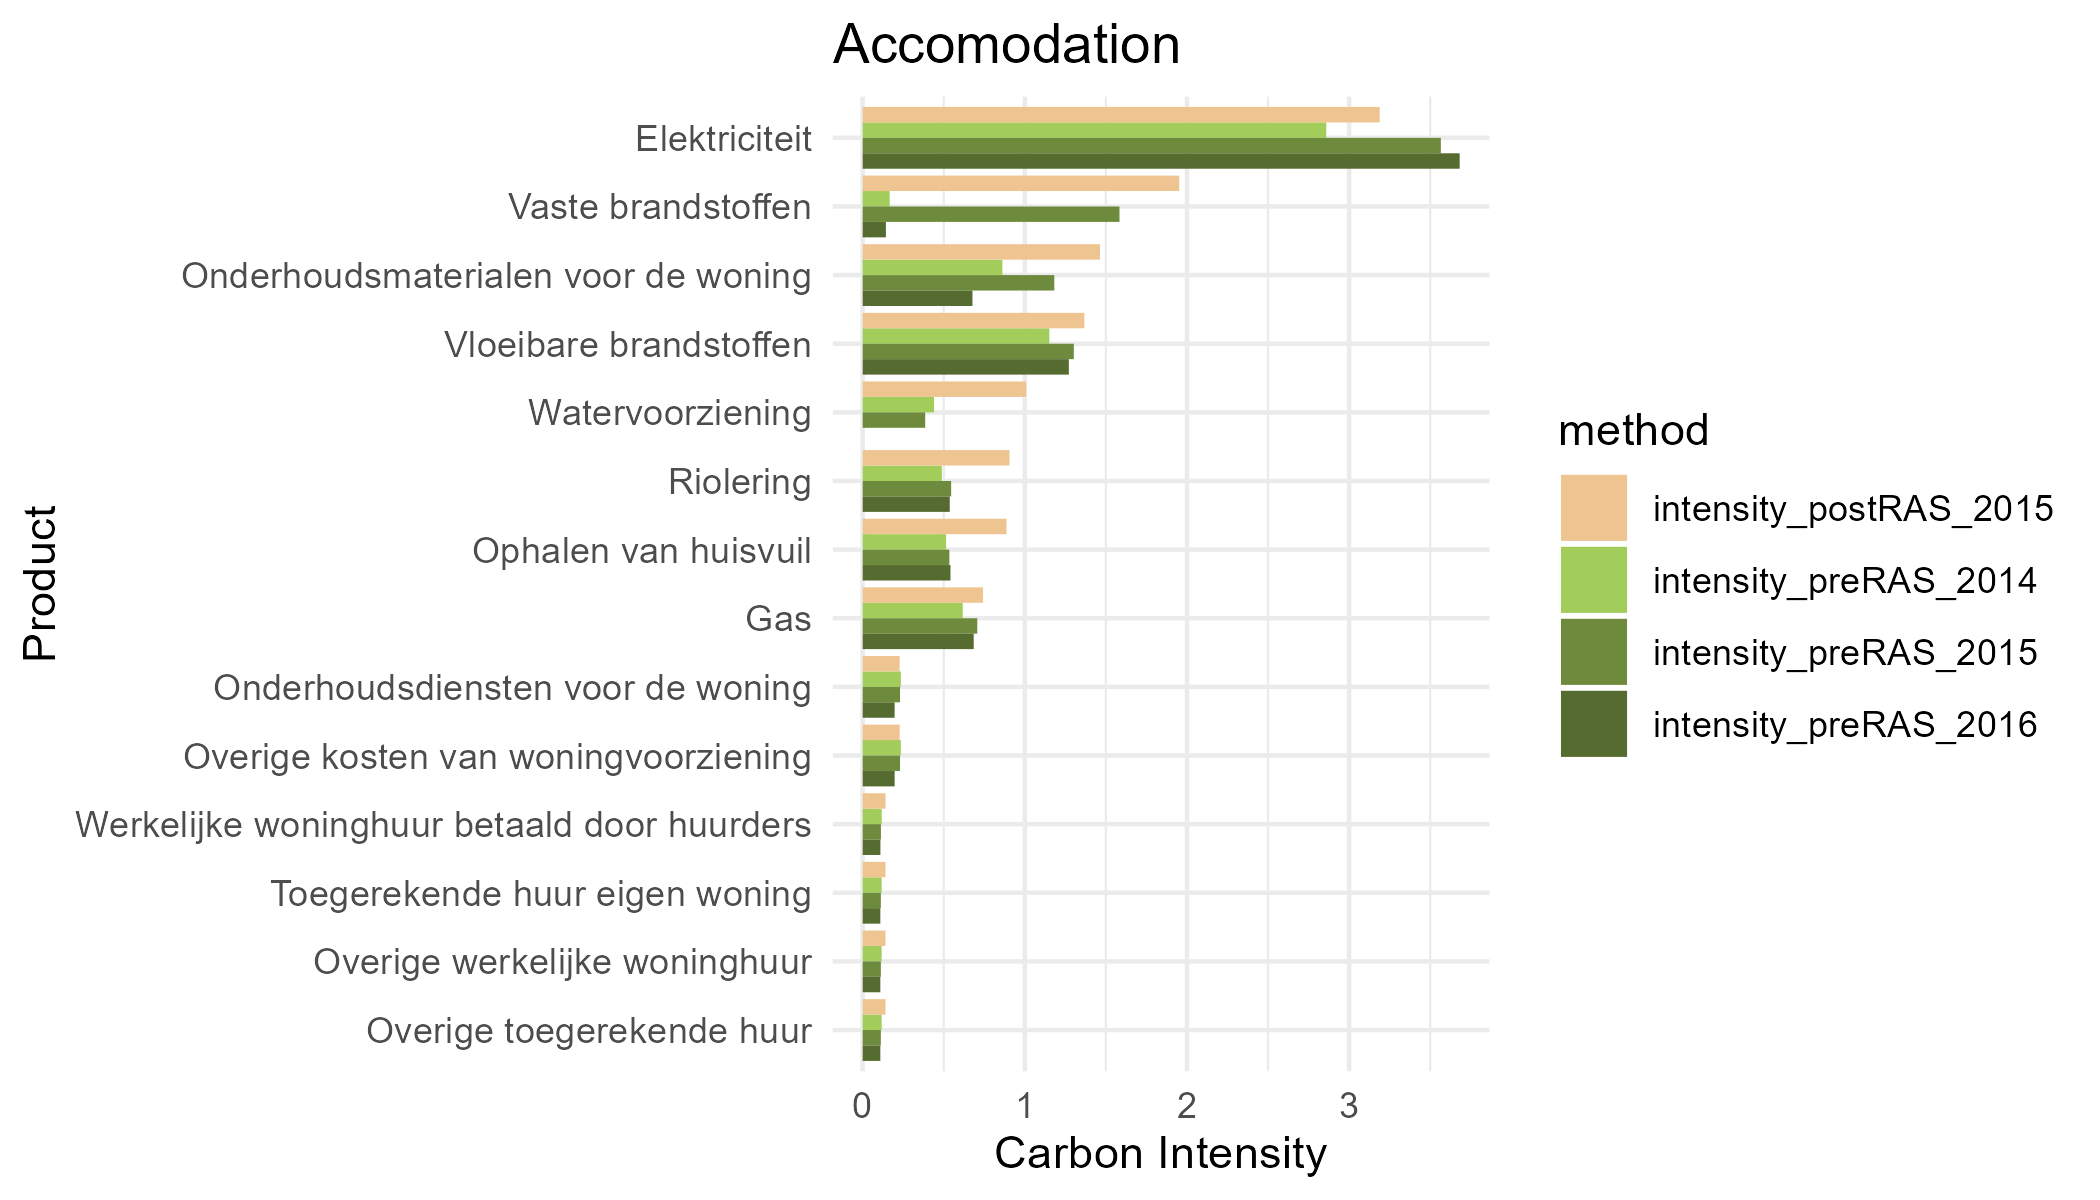 Accomodation
Product
Elektriciteit
Vaste brandstoffen
Onderhoudsmaterialen voor de woning
Vloeibare brandstoffen
Watervoorziening
Riolering
Ophalen van huisvuil
Gas
Onderhoudsdiensten voor de woning
Overige kosten van woningvoorziening
Werkelijke woninghuur betaald door huurders
Toegerekende huur eigen woning
Overige werkelijke woninghuur
Overige toegerekende huur
0 1 2 3
Carbon Intensity
method
intensity_postRAS_2015
intensity_preRAS_2014
intensity_preRAS_2015
intensity_preRAS_2016